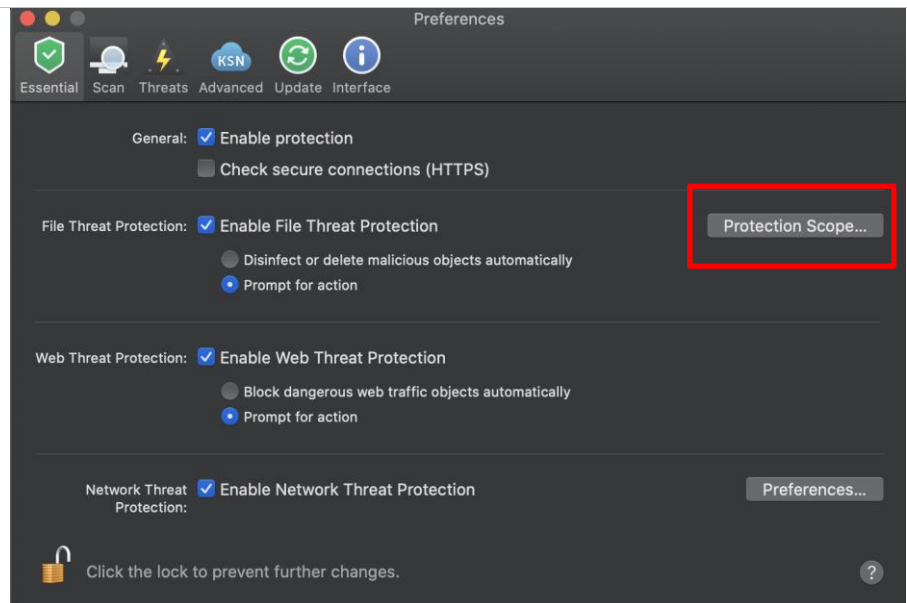 Preferences
KSN
Essential Scan Threats Advanced Update Interface
General: Enable protection
Check secure connections (HTTPS)
File Threat Protection: Enable File Threat Protection Protection Scope...
Disinfect or delete malicious objects automatically
Prompt for action
Web Threat Protection: Enable Web Threat Protection
Block dangerous web traffic objects automatically
Prompt for action
Network Threat Enable Network Threat Protection Preferences...
Protection:
Click the lock to prevent further changes. ?